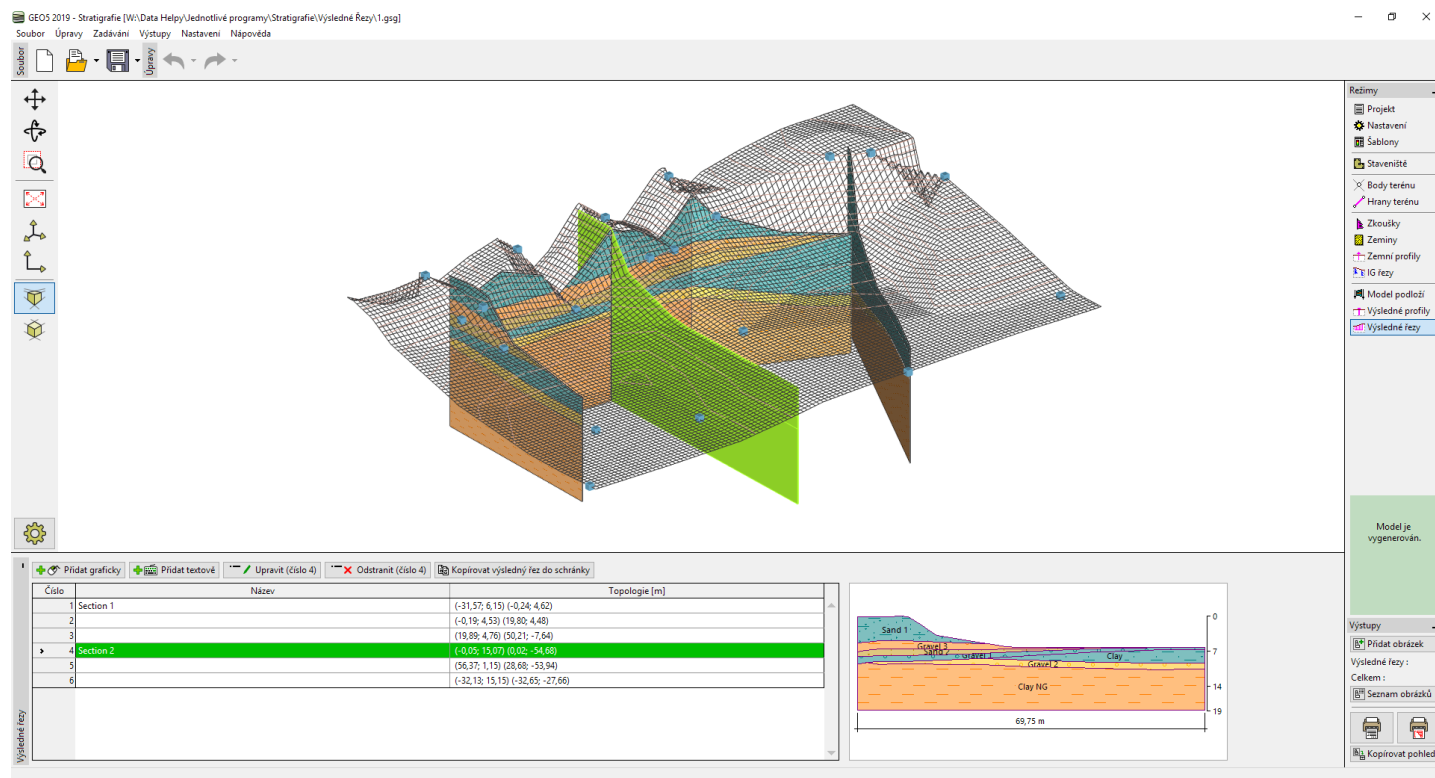 GEO5 2019 - Stratigrafie [W:\Data Helpy\Jednotlivé programy\Stratigrafie\Výsledné Řezy\1.gsg]
Soubor Úpravy Zadávání Výstupy Nastavení Nápověda
Soubor
Úpravy
Režimy
Projekt
Nastavení
Šablony
Staveniště
Body terénu
Hrany terénu
Zkoušky
Zeminy
Zemní profily
IG řezy
Model podloží
Výsledné profily
Výsledné řezy
Model je
vygenerován.
Výsledné řezy
Přidat graficky Přidat textově Upravit (číslo 4) Odstranit (číslo 4) Kopírovat výsledný řez do schránky
Číslo Název Topologie [m]
1 Section 1 (-31,57; 6,15) (-0,24; 4,62)
2 (-0,19; 4,53) (19,80; 4,48)
3 (19,89; 4,76) (50,21; -7,64)
4 Section 2 (-0,05; 15,07) (0,02; -54,68)
5 (56,37; 1,15) (28,68; -53,94)
6 (-32,13; 15,15) (-32,65; -27,66)
0
Sand 1
Gravel 3
Gravel 1
Clay
7
Gravel 2
Clay NG
14
19
69,75 m
Výstupy
Přidat obrázek
Výsledné řezy :
Celkem :
Seznam obrázků
Kopírovat pohled